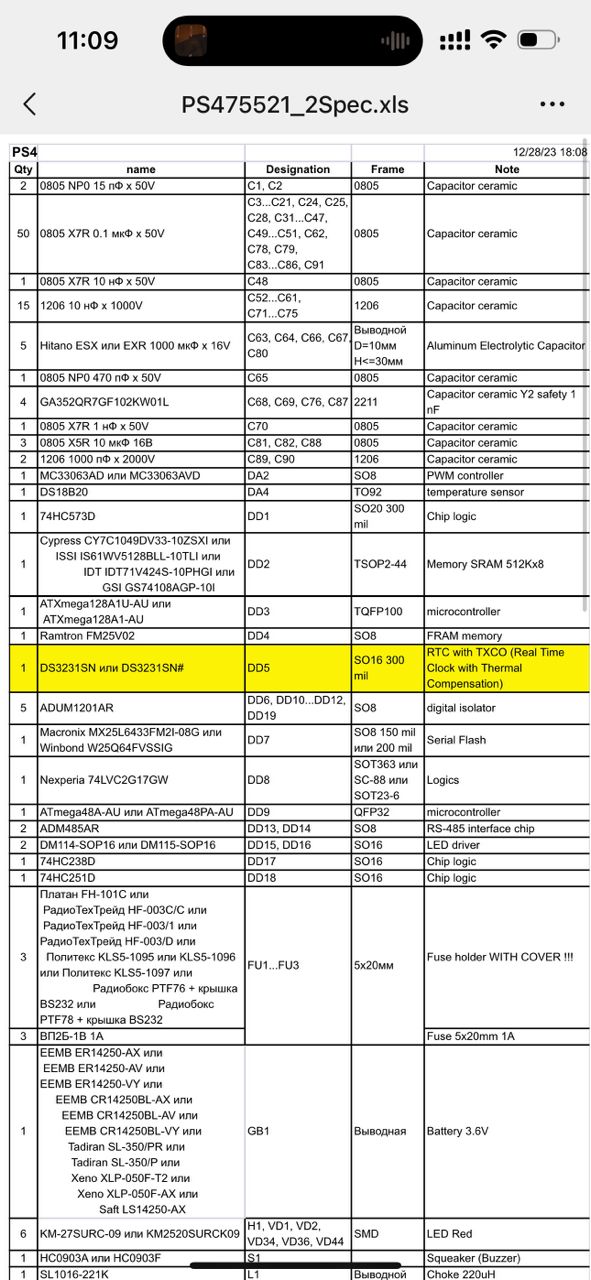 11:09
PS475521_2Spec.xls
PS4 12/28/23 18:08
Qty name Designation Frame Note
2 0805 NP0 15 пФ x 50V C1, C2 0805 Capacitor ceramic
50 0805 X7R 0.1 мкФ x 50V C3...C21, C24, C25,
C28, C31...C47,
C49...C51, C62,
C78, C79,
C83...C86, C91 0805 Capacitor ceramic
1 0805 X7R 10 нФ x 50V C48 0805 Capacitor ceramic
15 1206 10 нФ x 1000V C52...C61,
C71...C75 1206 Capacitor ceramic
5 Hitano ESX или EXR 1000 мкФ x 16V C63, C64, C66, C67,
C80 Выводной
D=10мм
H<=30мм Aluminum Electrolytic Capacitor
1 0805 NP0 470 пФ x 50V C65 0805 Capacitor ceramic
4 GA352QR7GF102KW01L C68, C69, C76, C87 2211 Capacitor ceramic Y2 safety 1
nF
1 0805 X7R 1 нФ x 50V C70 0805 Capacitor ceramic
3 0805 X5R 10 мкФ 16В C81, C82, C88 0805 Capacitor ceramic
2 1206 1000 пФ x 2000V C89, C90 1206 Capacitor ceramic
1 MC33063AD или MC33063AVD DA2 SO8 PWM controller
1 DS18B20 DA4 TO92 temperature sensor
1 74HC573D DD1 SO20 300
mil Chip logic
1 Cypress CY7C1049DV33-10ZSXI или
ISSI IS61WV5128BLL-10TLI или
IDT IDT71V424S-10PHGI или
GSI GS74108AGP-10I DD2 TSOP2-44 Memory SRAM 512Kx8
1 ATXmega128A1U-AU или
ATXmega128A1-AU DD3 TQFP100 microcontroller
1 Ramtron FM25V02 DD4 SO8 FRAM memory
1 DS3231SN или DS3231SN# DD5 SO16 300
mil RTC with TXCO (Real Time
Clock with Thermal
Compensation)
5 ADUM1201AR DD6, DD10...DD12,
DD19 SO8 digital isolator
1 Macronix MX25L6433FM2I-08G или
Winbond W25Q64FVSSIG DD7 SO8 150 mil
или 200 mil Serial Flash
1 Nexperia 74LVC2G17GW DD8 SOT363 или
SC-88 или
SOT23-6 Logics
1 ATmega48A-AU или ATmega48PA-AU DD9 QFP32 microcontroller
2 ADM485AR DD13, DD14 SO8 RS-485 interface chip
2 DM114-SOP16 или DM115-SOP16 DD15, DD16 SO16 LED driver
1 74HC238D DD17 SO16 Chip logic
1 74HC251D DD18 SO16 Chip logic
3 Платан FH-101C или
РадиоТехТрейд HF-003C/C или
РадиоТехТрейд HF-003/1 или
РадиоТехТрейд HF-003/D или
Политекс KLS5-1095 или KLS5-1096
или Политекс KLS5-1097 или
Радиобокс PTF76 + крышка
BS232 или Радиобокс
PTF78 + крышка BS232 FU1...FU3 5x20мм Fuse holder WITH COVER !!!
3 ВП2Б-1В 1А Fuse 5x20mm 1A
1 EEMB ER14250-AX или
EEMB ER14250-AV или
EEMB ER14250-VY или
EEMB CR14250BL-AX или
EEMB CR14250BL-AV или
EEMB CR14250BL-VY или
Tadiran SL-350/PR или
Tadiran SL-350/P или
Xeno XLP-050F-T2 или
Xeno XLP-050F-AX или
Saft LS14250-AX GB1 Выводная Battery 3.6V
6 KM-27SURC-09 или KM2520SURCK09 H1, VD1, VD2,
VD34, VD36, VD44 SMD LED Red
1 HC0903A или HC0903F S1 Squeaker (Buzzer)
1 SL1016-221K L1 Выводной Choke 220uH